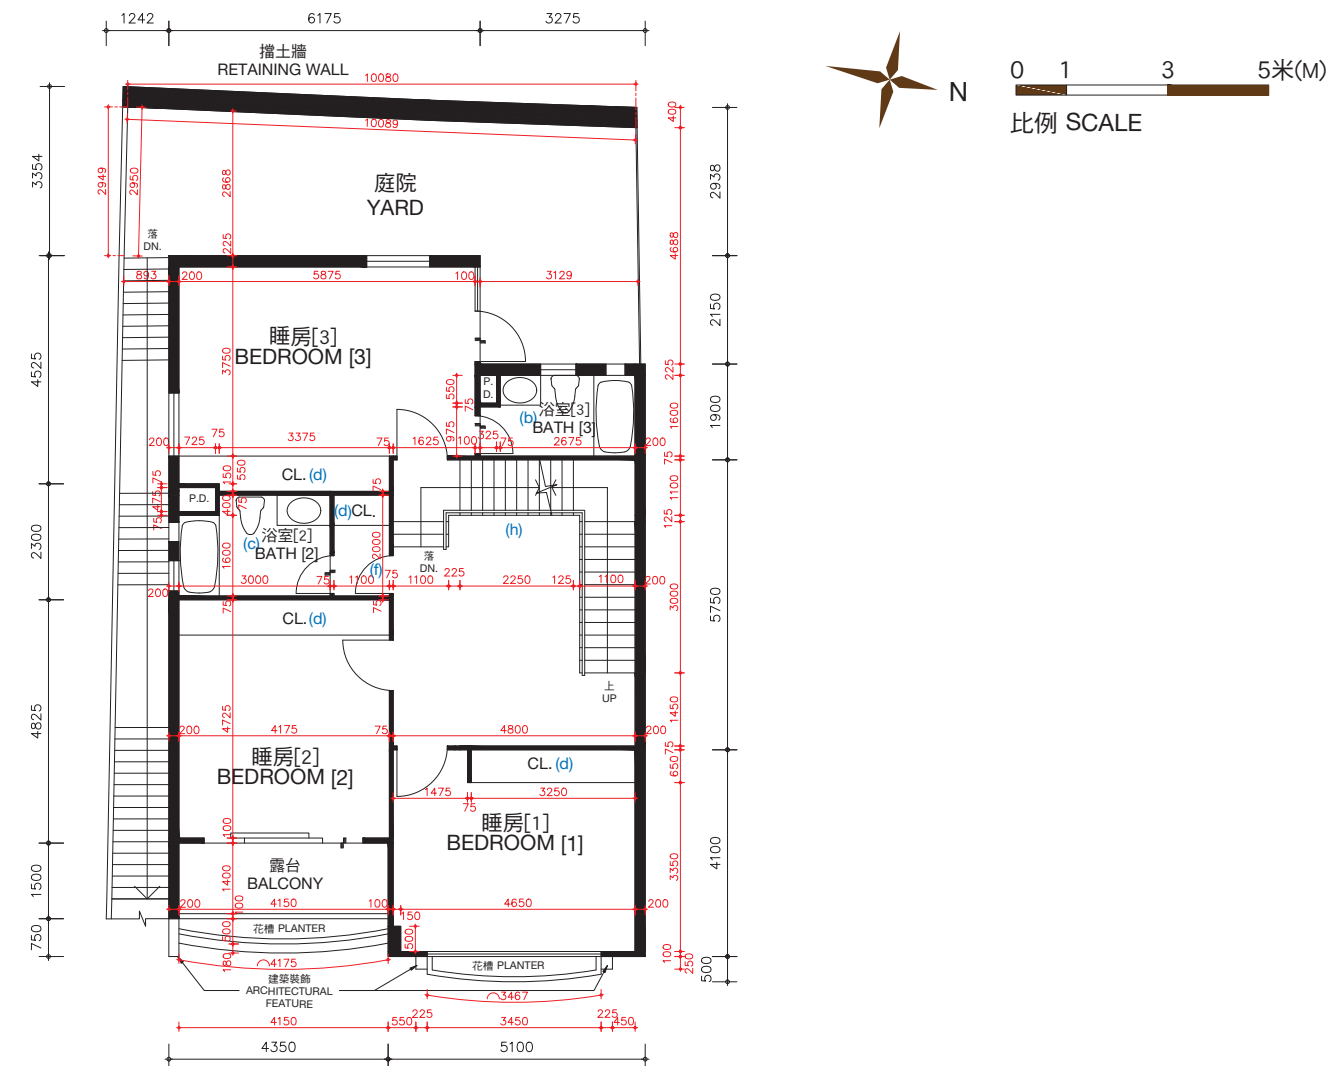 1242 6175 3275
擋土牆
RETAINING WALL
10080
10089
N
0 1 3 5米(M)
比例 SCALE
400
3354
2949
2950
2868
2938
庭院
YARD
落
DN.
225
4688
893 200 5875 100 3129
2150
睡房[3]
BEDROOM [3]
3750
4525
P.
D.
225
550
75
浴室[3]
(b)
BATH [3]
1600
1900
975
200 725 75 3375 75 1625 100 325 75 2675 200
75
CL. (d)
150
550
75
75
475
75
P.D.
400
75
(d) CL.
1100
125
浴室[2]
(c)
BATH [2]
1600
2000
(f)
(h)
落
DN.
2300
3000 75 1100 75 1100 225 2250 125 1100 200
200
75
75
3000
5750
CL. (d)
上
UP
4825
4725
1450
200 4175 75 4800 200
75
睡房[2]
BEDROOM [2]
CL. (d)
650
1475 75 3250
睡房[1]
BEDROOM [1]
100
4100
3350
露台
BALCONY
1400
1500
200 4150 100 4650 200
100
150
花槽 PLANTER
500
500
750
180
4175
花槽 PLANTER
100
250
500
建築裝飾
ARCHITECTURAL
FEATURE
3467
4150 550 225 3450 225 450
4350 5100